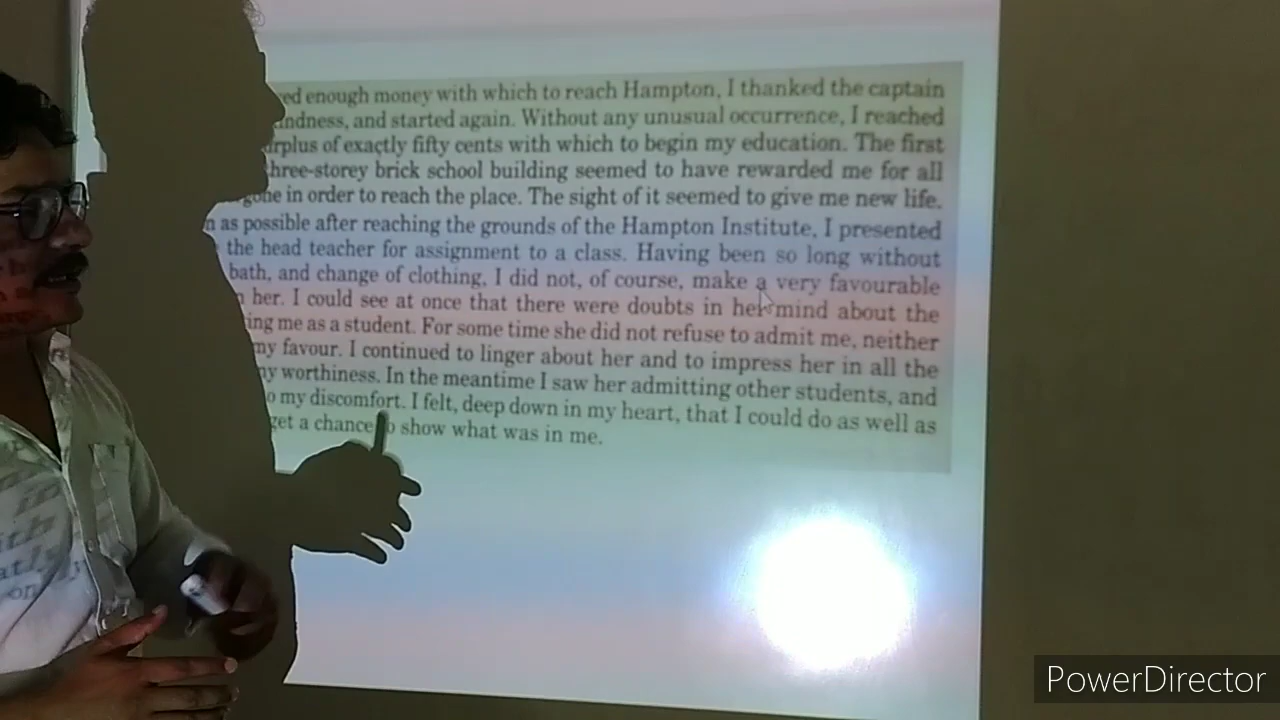 enough money with which to reach Hampton, I thanked the captain
and started again. Without any unusual occurrence, I reached
of exactly fifty cents with which to begin my education. The first
brick school building seemed to have rewarded me for all
in order to reach the place. The sight of it seemed to give me new life.
as possible after reaching the grounds of the Hampton Institute, I presented
the head teacher for assignment to a class. Having been so long without
bath, and change of clothing, I did not, of course, make a very favourable
her. I could see at once that there were doubts in her mind about the
me as a student. For some time she did not refuse to admit me, neither
my favour. I continued to linger about her and to impress her in all the
worthiness. In the meantime I saw her admitting other students, and
my discomfort. I felt, deep down in my heart, that I could do as well as
get a chance to show what was in me.
PowerDirector